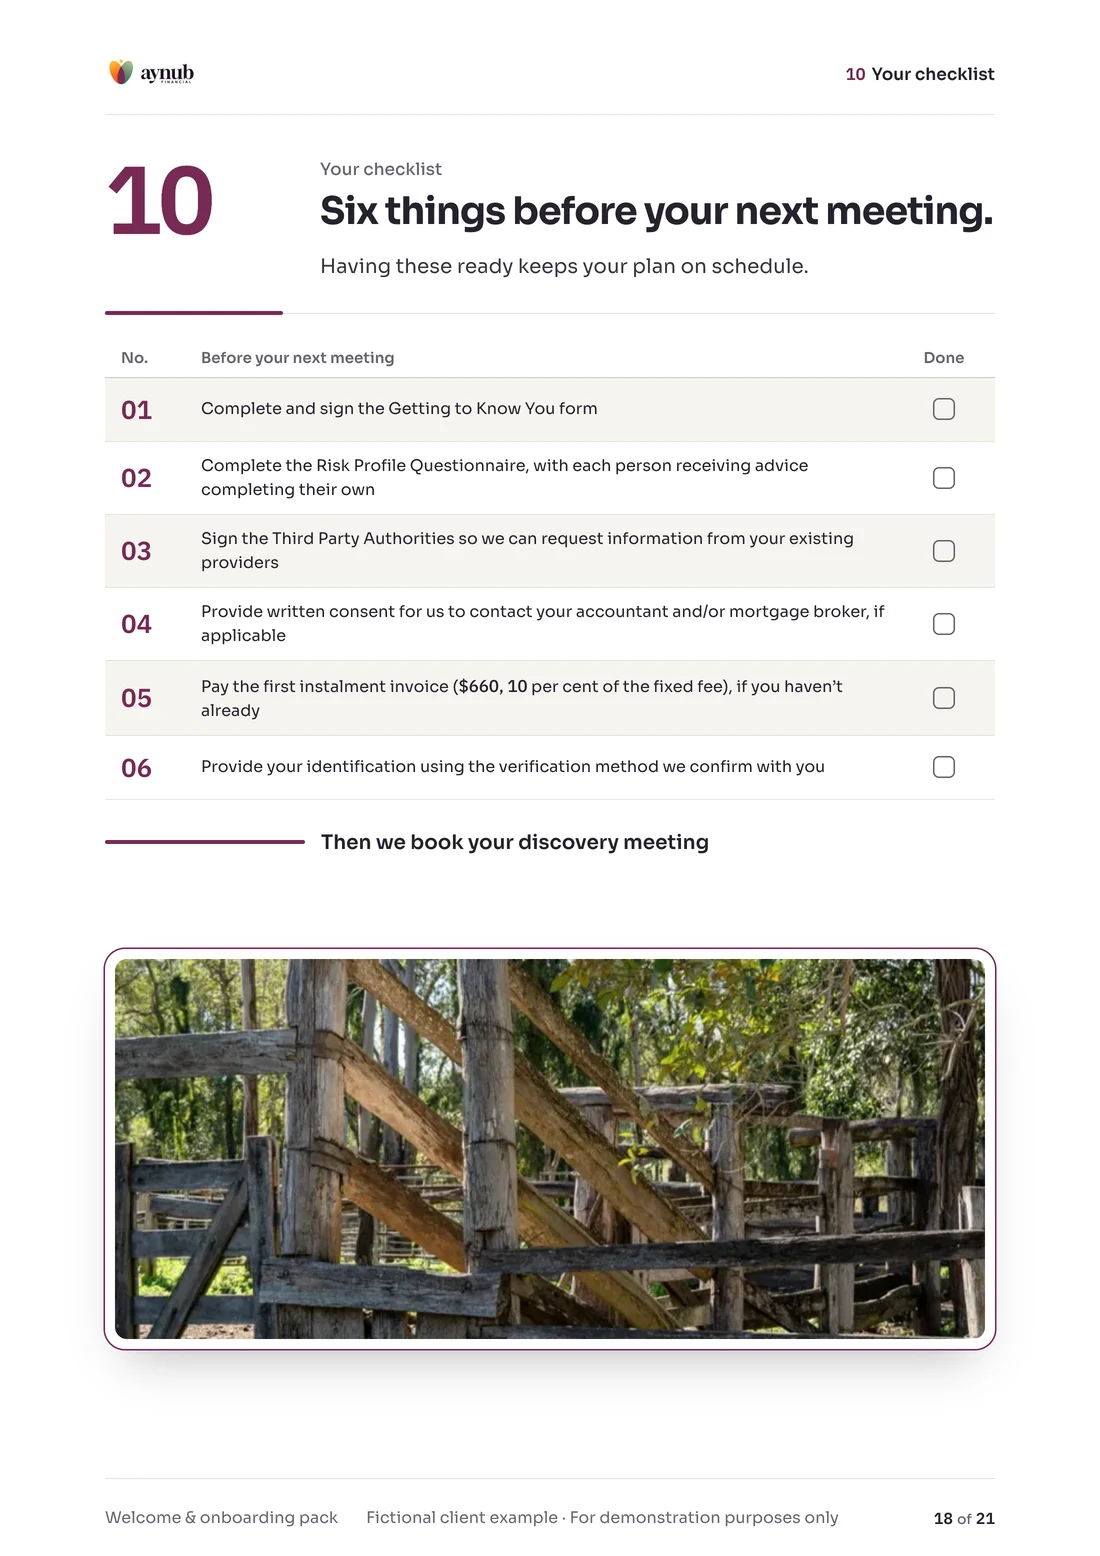 aynub
FINANCIAL
10 Your checklist
10
Your checklist
Six things before your next meeting.
Having these ready keeps your plan on schedule.
No. Before your next meeting Done
01 Complete and sign the Getting to Know You form
02 Complete the Risk Profile Questionnaire, with each person receiving advice
completing their own
03 Sign the Third Party Authorities so we can request information from your existing
providers
04 Provide written consent for us to contact your accountant and/or mortgage broker, if
applicable
05 Pay the first instalment invoice ($660, 10 per cent of the fixed fee), if you haven’t
already
06 Provide your identification using the verification method we confirm with you
Then we book your discovery meeting
Welcome & onboarding pack Fictional client example · For demonstration purposes only 18 of 21